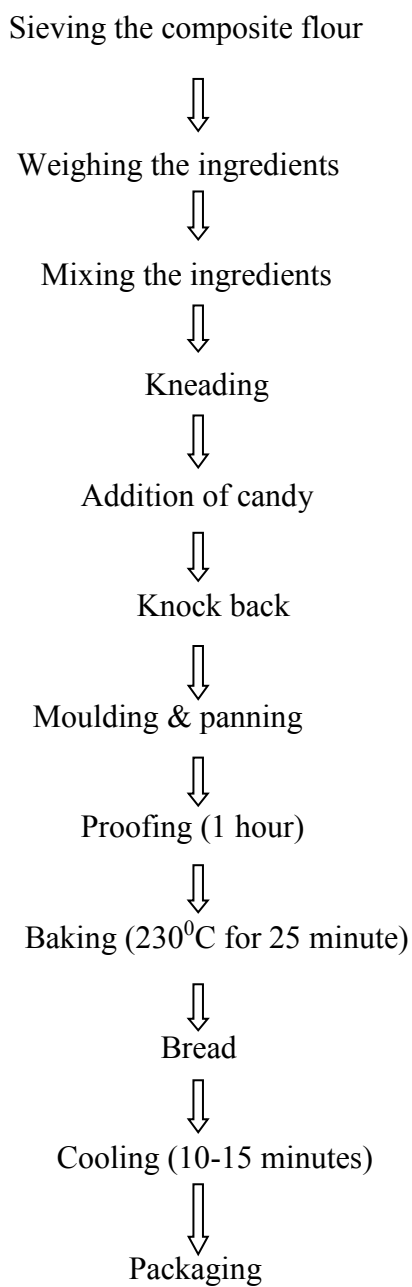 Sieving the composite flour
Weighing the ingredients
Mixing the ingredients
Kneading
Addition of candy
Knock back
Moulding & panning
Proofing (1 hour)
Baking (230⁰C for 25 minute)
Bread
Cooling (10-15 minutes)
Packaging